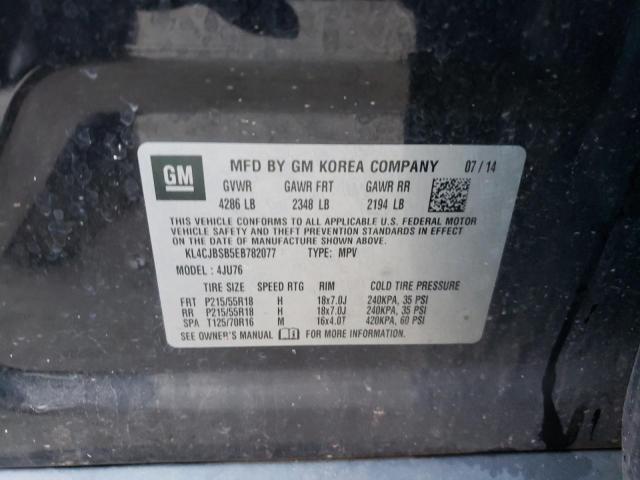 GM MFD BY GM KOREA COMPANY 07/14
GVWR GAWR FRT GAWR RR
4286 LB 2348 LB 2194 LB
THIS VEHICLE CONFORMS TO ALL APPLICABLE U.S. FEDERAL MOTOR
VEHICLE SAFETY AND THEFT PREVENTION STANDARDS IN EFFECT
ON THE DATE OF MANUFACTURE SHOWN ABOVE.
KL4CJBSB5EB782077 TYPE: MPV
MODEL : 4JU76
TIRE SIZE SPEED RTG RIM COLD TIRE PRESSURE
FRT P215/55R18 H 18x7.0J 240KPA, 35 PSI
RR P215/55R18 H 18x7.0J 240KPA, 35 PSI
SPA T125/70R16 M 16x4.0T 420KPA, 60 PSI
SEE OWNER'S MANUAL FOR MORE INFORMATION.